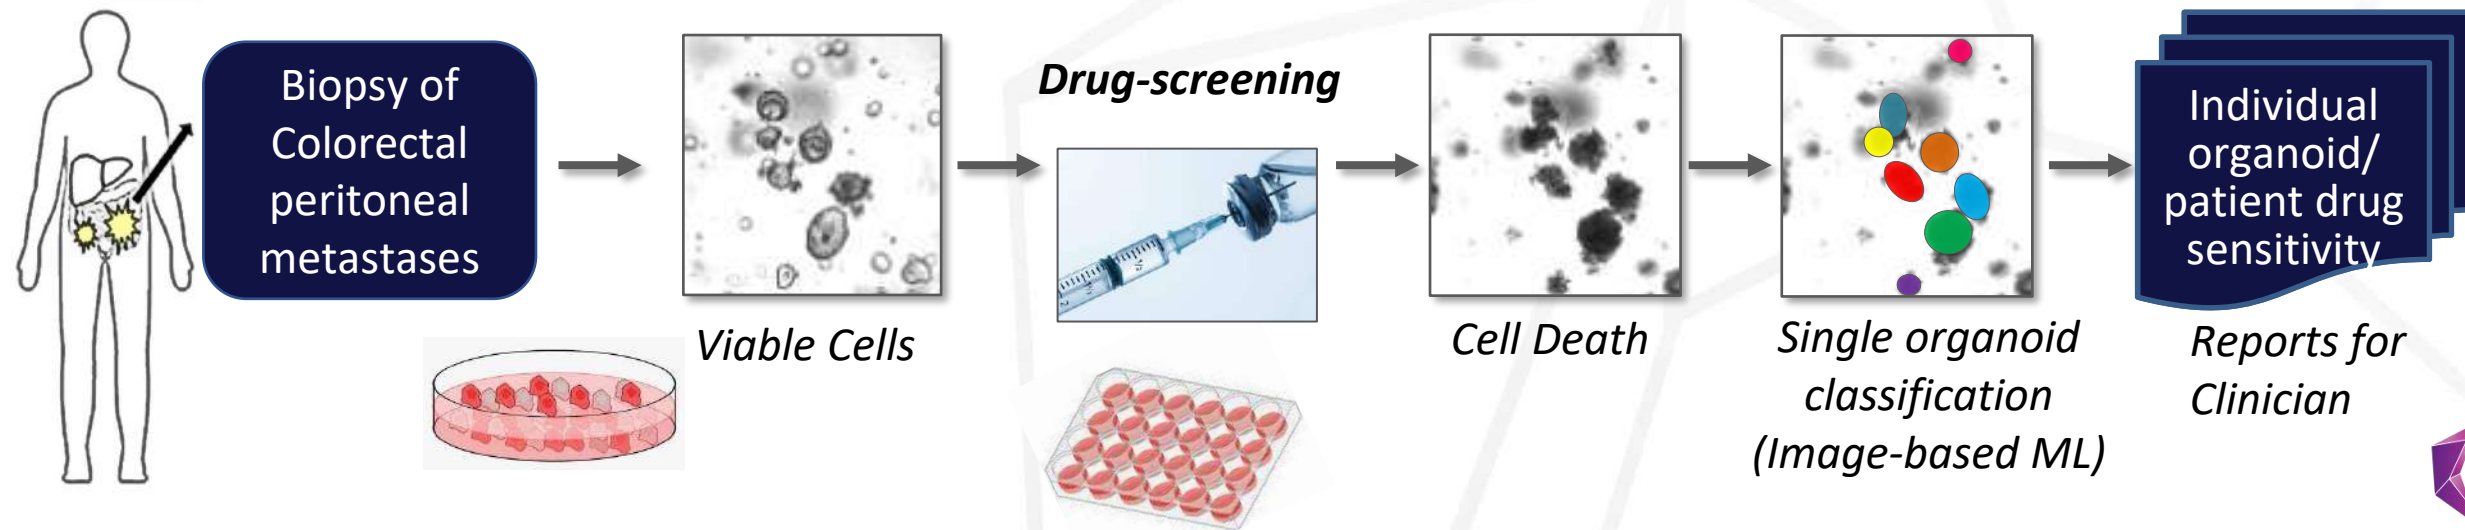 Biopsy of
Colorectal
peritoneal
metastases
Viable Cells
Drug-screening
Cell Death
Single organoid
classification
(Image-based ML)
Individual
organoid/
patient drug
sensitivity
Reports for
Clinician